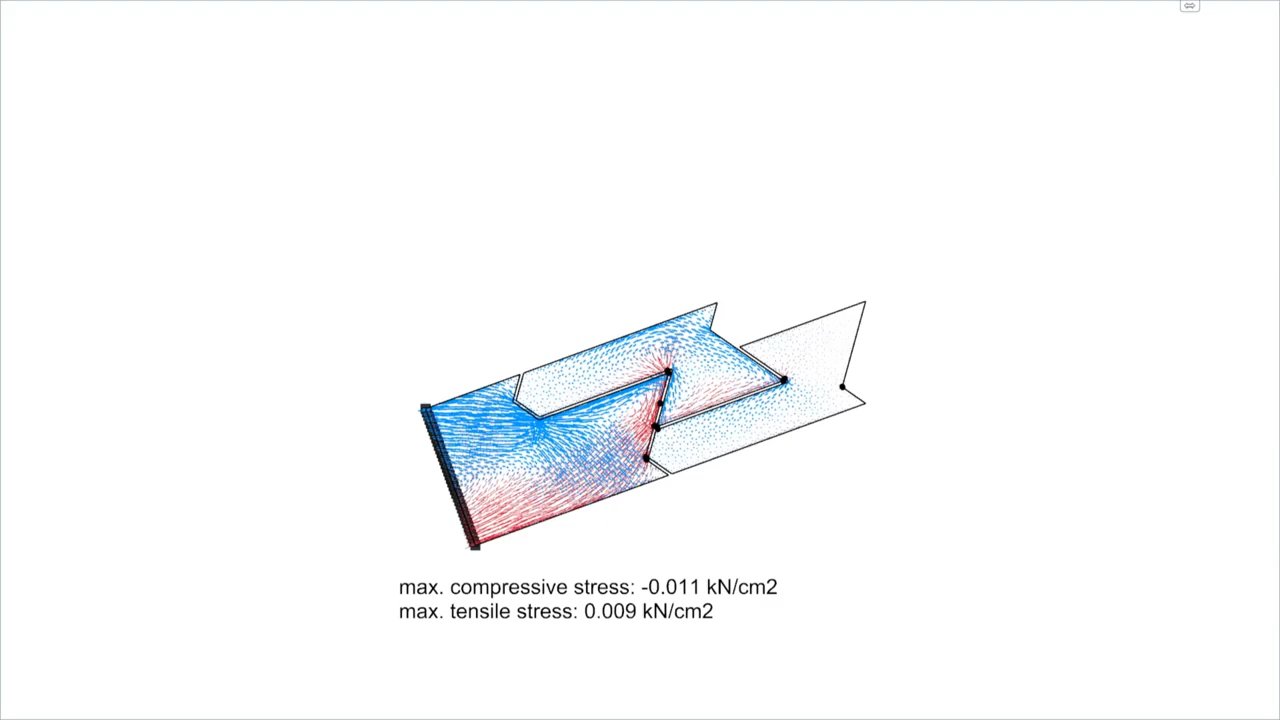 max. compressive stress: -0.011 kN/cm2
max. tensile stress: 0.009 kN/cm2